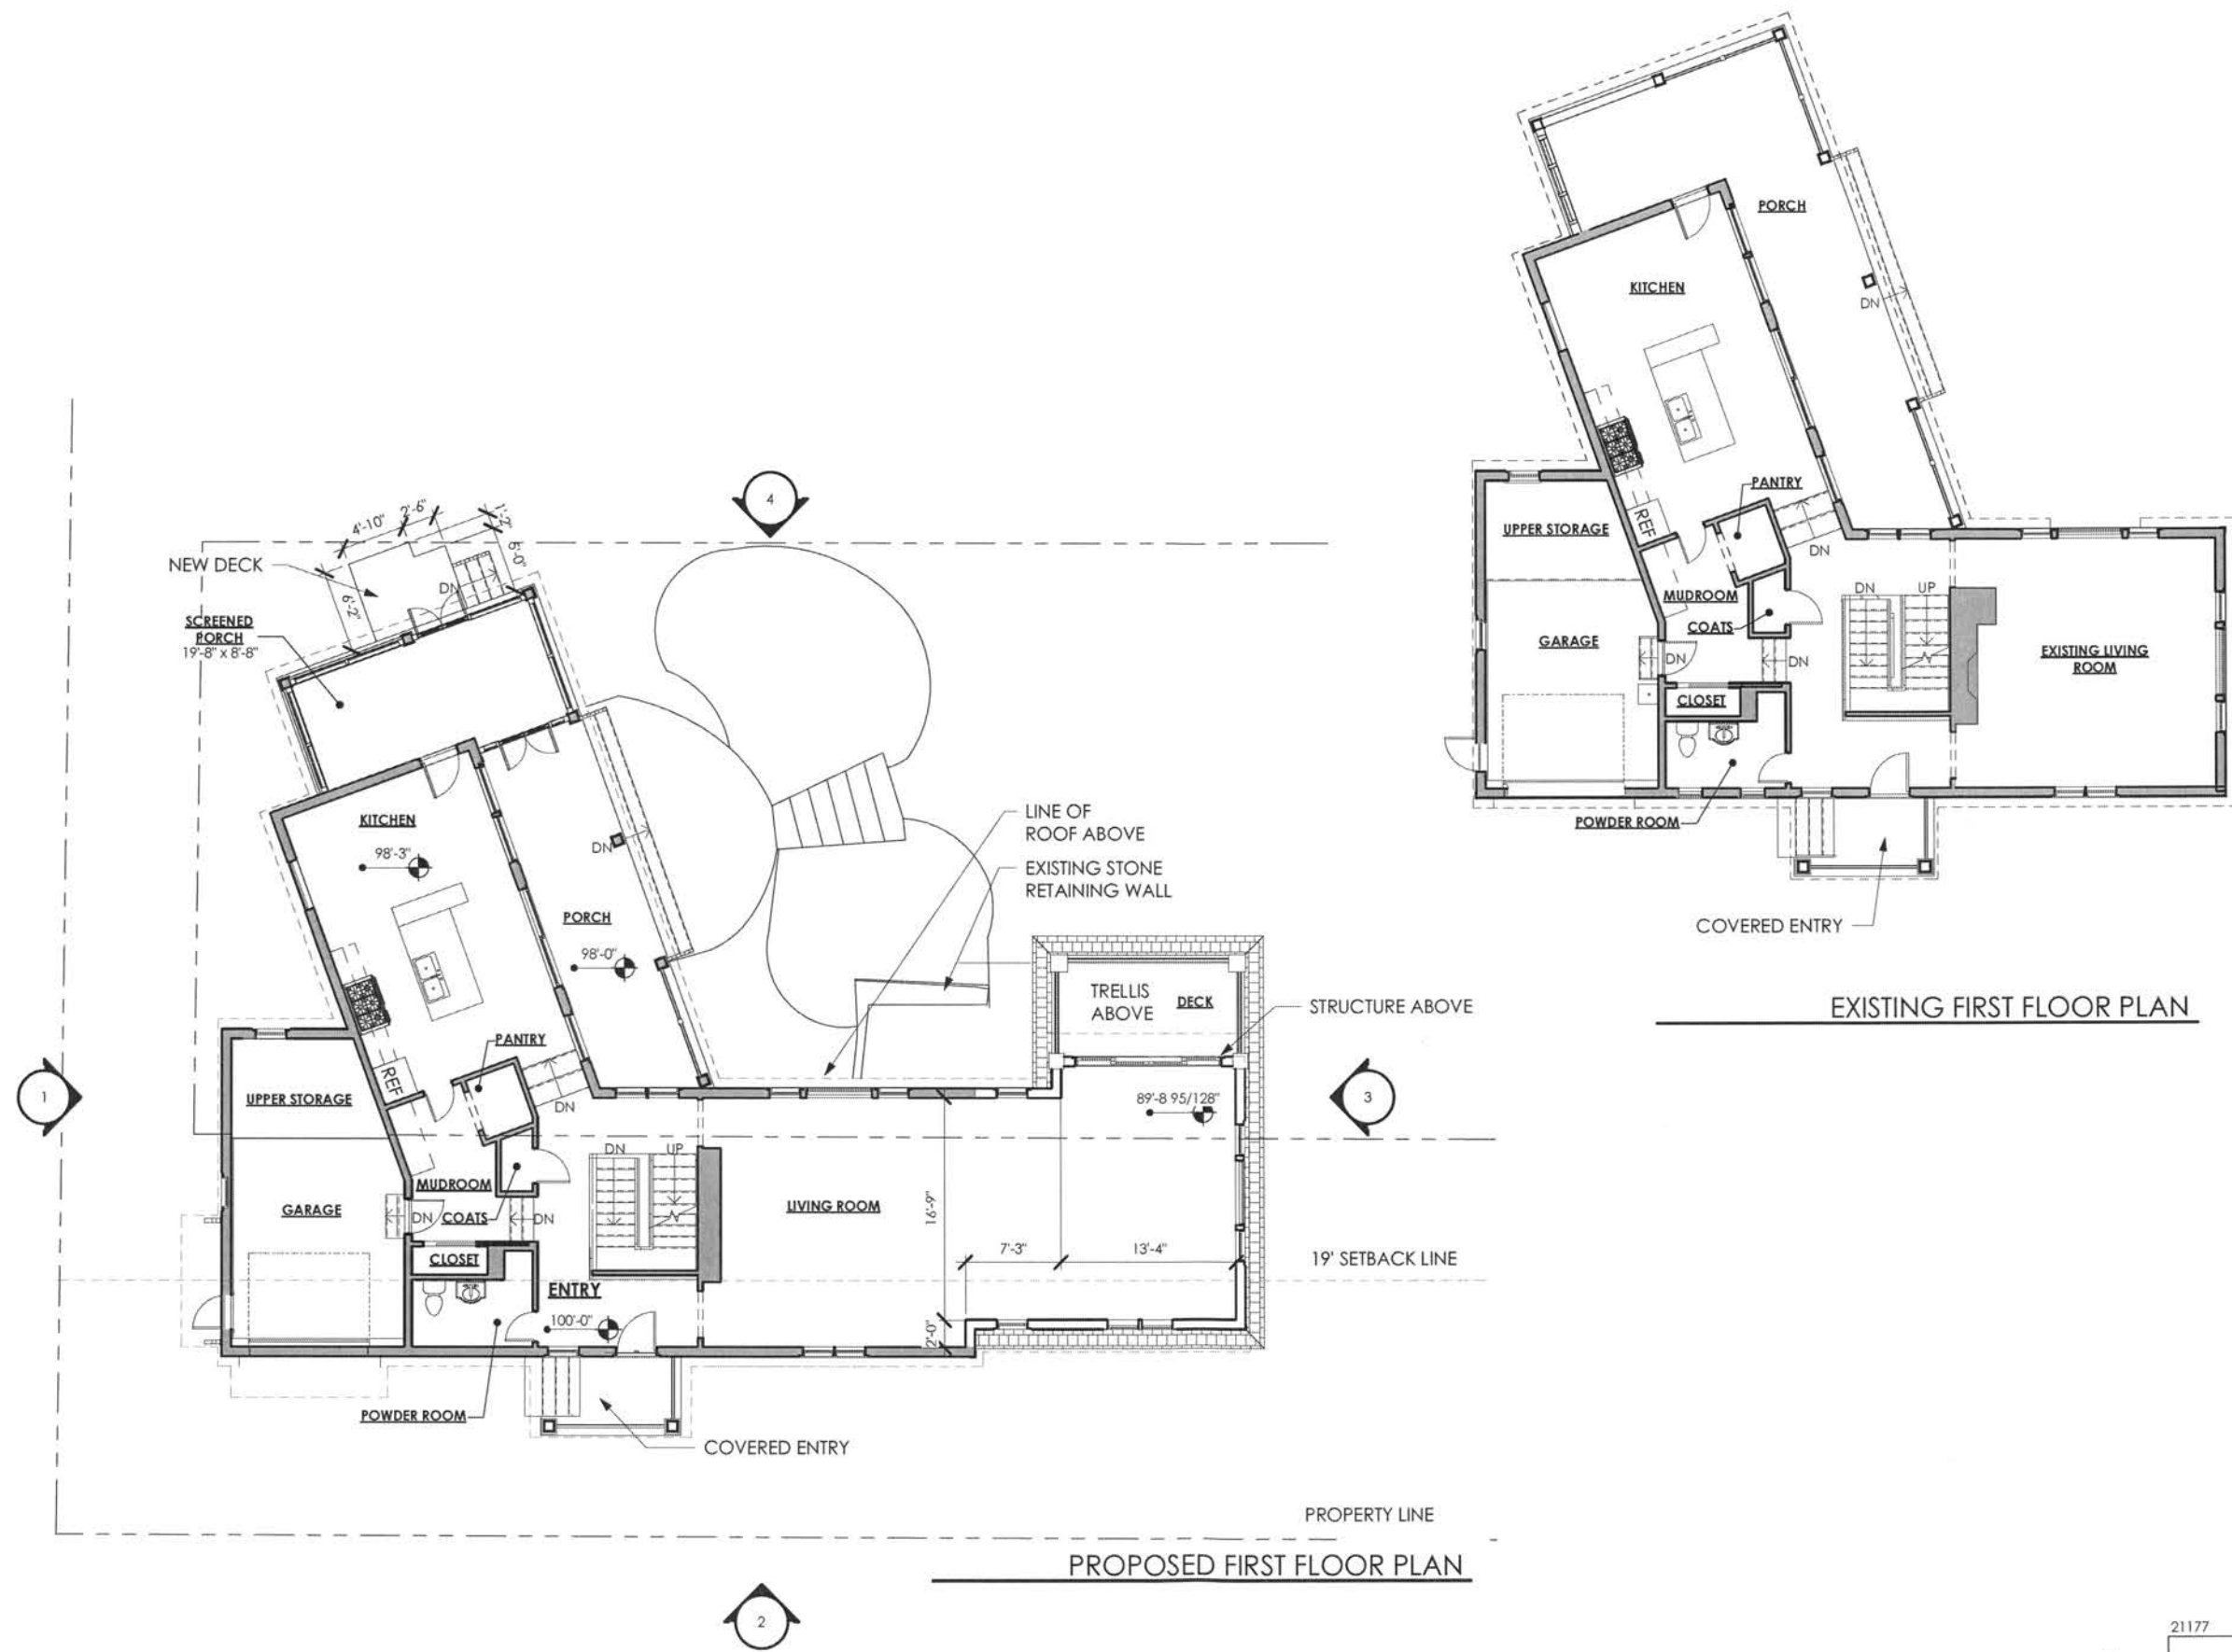 4
4'-10"
2'-6"
1'-2"
5'-0"
6'-2"
NEW DECK
DN
SCREENED
PORCH
19'-8" x 8'-8"
KITCHEN
98'-3"
DN
PORCH
98'-0"
LINE OF
ROOF ABOVE
EXISTING STONE
RETAINING WALL
TRELLIS
ABOVE
DECK
STRUCTURE ABOVE
1
3
REF
PANTRY
DN
UPPER STORAGE
89'-8 95/128"
DN
UP
MUDROOM
GARAGE
DN
COATS
DN
LIVING ROOM
16'-9"
7'-3"
13'-4"
CLOSET
19' SETBACK LINE
ENTRY
100'-0"
2'-0"
POWDER ROOM
COVERED ENTRY
PROPERTY LINE
PROPOSED FIRST FLOOR PLAN
2
PORCH
KITCHEN
DN
PANTRY
REF
UPPER STORAGE
DN
MUDROOM
DN
UP
COATS
GARAGE
DN
DN
EXISTING LIVING
ROOM
CLOSET
POWDER ROOM
COVERED ENTRY
EXISTING FIRST FLOOR PLAN
21177